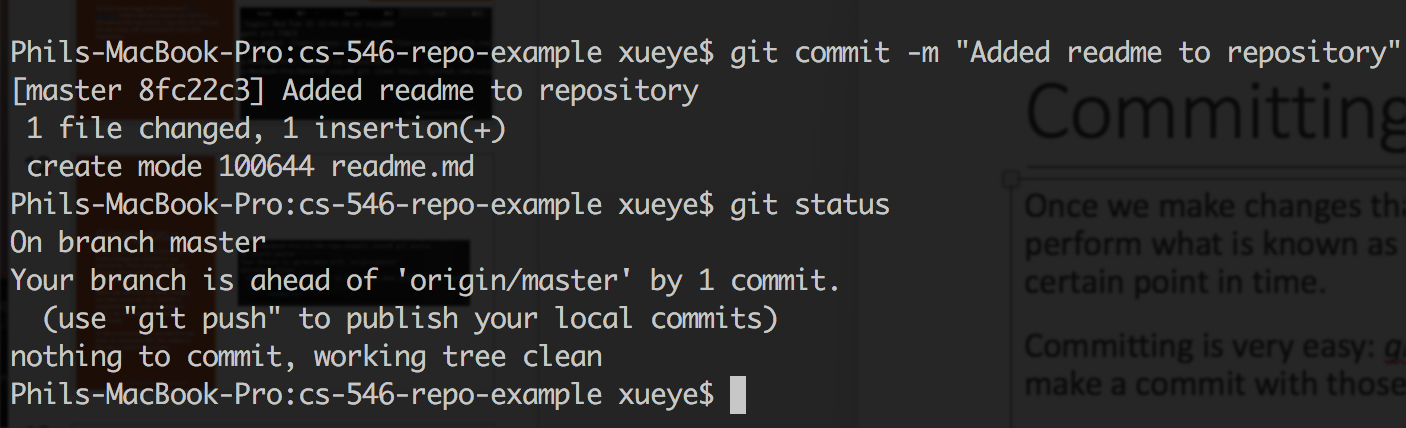 Phils-MacBook-Pro:cs-546-repo-example xueye$ git commit -m "Added readme to repository"
[master 8fc22c3] Added readme to repository
 1 file changed, 1 insertion(+)
 create mode 100644 readme.md
Phils-MacBook-Pro:cs-546-repo-example xueye$ git status
On branch master
Your branch is ahead of 'origin/master' by 1 commit.
  (use "git push" to publish your local commits)
nothing to commit, working tree clean
Phils-MacBook-Pro:cs-546-repo-example xueye$
Committing
Once we make changes tha
perform what is known as
certain point in time.
Committing is very easy:
make a commit with those